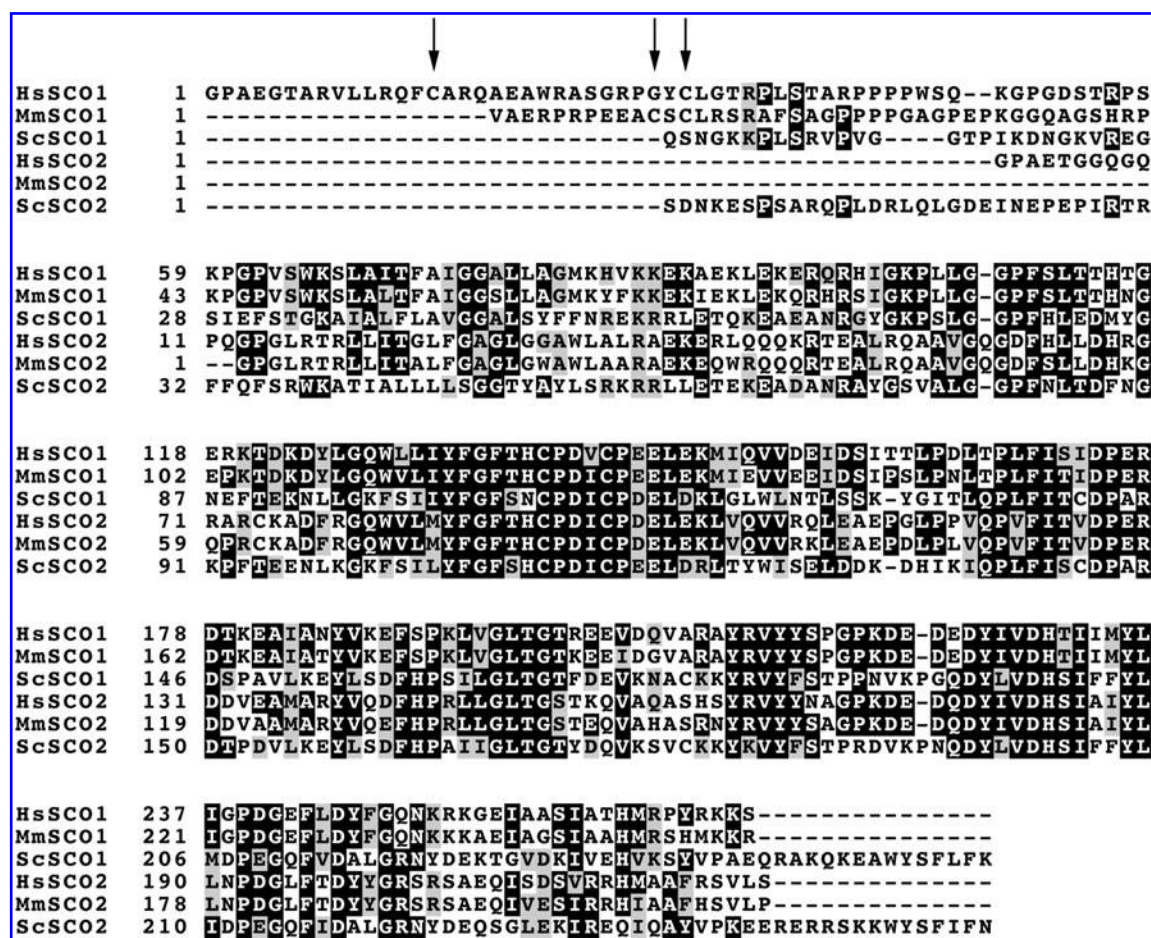 HsSCO1 1 GPAEGTARVLLRQFCARQAEAWRASGRPGYCLGTRPLSTARPPPPWSQ--KGPGDSTRPS
MmSCO1 1 ------------------VAERPRPEEACSCLRSRAFSAGPPPPGAGPEPKGGQAGSHRP
ScSCO1 1 -----------------------------QSNGKKPLSRVPVG----GTPIKDNGKVREG
HsSCO2 1 --------------------------------------------------GPAETGGQGQ
MmSCO2 1 ------------------------------------------------------------
ScSCO2 1 -----------------------------SDNKESPSARQPLDRLQLGDEINEPEPIRTR
HsSCO1 59 KPGPVSWKSLAITFAIGGALLAGMKHVKKEKAEKLEKERQRHIGKPLLG-GPFSLTTHTG
MmSCO1 43 KPGPVSWKSLALTFAIGGSLLAGMKYFKKEKIEKLEKQRHRSIGKPLLG-GPFSLTTHNG
ScSCO1 28 SIEFSTGKAIALFLAVGGALSYFFNREKRRLETQKEAEANRGYGKPSLG-GPFHLEDMYG
HsSCO2 11 PQGPGLRTRLLITGLFGAGLGGAWLALRAEKERLQQQKRTEALRQAAVGQGDFHLLDHRG
MmSCO2 1 --GPGLRTRLLITALFGAGLGWAWLAARAEKEQWRQQQRTEALRQAAVGQGDFSLLDHKG
ScSCO2 32 FFQFSRWKATIALLLLSGGTYAYLSRKRRLLETEKEADANRAYGSVALG-GPFNLTDFNG
HsSCO1 118 ERKTDKDYLGQWLLIYFGFTHCPDVCPEELEKMIQVVDEIDSITTLPDLTPLFISIDPER
MmSCO1 102 EPKTDKDYLGQWVLIYFGFTHCPDICPEELEKMIEVVEEIDSIPSLPNLTPLFITIDPER
ScSCO1 87 NEFTEKNLLGKFSIIYFGFSNCPDICPDELDKLGLWLNTLSSK-YGITLQPLFITCDPAR
HsSCO2 71 RARCKADFRGQWVLMYFGFTHCPDICPDELEKLVQVVRQLEAEPGLPPVQPVFITVDPER
MmSCO2 59 QPRCKADFRGQWVLMYFGFTHCPDICPDELEKLVQVVRKLEAEPDLPLVQPVFITVDPER
ScSCO2 91 KPFTEENLKGKFSILYFGFSHCPDICPEELDRLTYWISELDDK-DHIKIQPLFISCDPAR
HsSCO1 178 DTKEAIANYVKEFSPKLVGLTGTREEVDQVARAYRVYYSPGPKDE-DEDYIVDHTIIMYL
MmSCO1 162 DTKEAIATYVKEFSPKLVGLTGTKEEIDGVARAYRVYYSPGPKDE-DEDYIVDHTIIMYL
ScSCO1 146 DSPAVLKEYLSDFHPSILGLTGTFDEVKNACKKYRVYFSTPPNVKPGQDYLVDHSIFFYL
HsSCO2 131 DDVEAMARYVQDFHPRLLGLTGSTKQVAQASHSYRVYYNAGPKDE-DQDYIVDHSIAIYL
MmSCO2 119 DDVAAMARYVQEFHPRLLGLTGSTEQVAHASRNYRVYYSAGPKDE-DQDYIVDHSIAIYL
ScSCO2 150 DTPDVLKEYLSDFHPAIIGLTGTYDQVKSVCKKYKVYFSTPRDVKPNQDYLVDHSIFFYL
HsSCO1 237 IGPDGEFLDYFGQNKRKGEIAASIATHMRPYRKKS---------------
MmSCO1 221 IGPDGEFLDYFGQNKKKAEIAGSIAAHMRSHMKKR---------------
ScSCO1 206 MDPEGQFVDALGRNYDEKTGVDKIVEHVKSYVPAEQRAKQKEAWYSFLFK
HsSCO2 190 LNPDGLFTDYYGRSRSAEQISDSVRRHMAAFRSVLS--------------
MmSCO2 178 LNPDGLFTDYYGRSRSAEQIVESIRRHIAAFHSVLP--------------
ScSCO2 210 IDPEGQFIDALGRNYDEQSGLEKIREQIQAYVPKEERERRSKKWYSFIFN